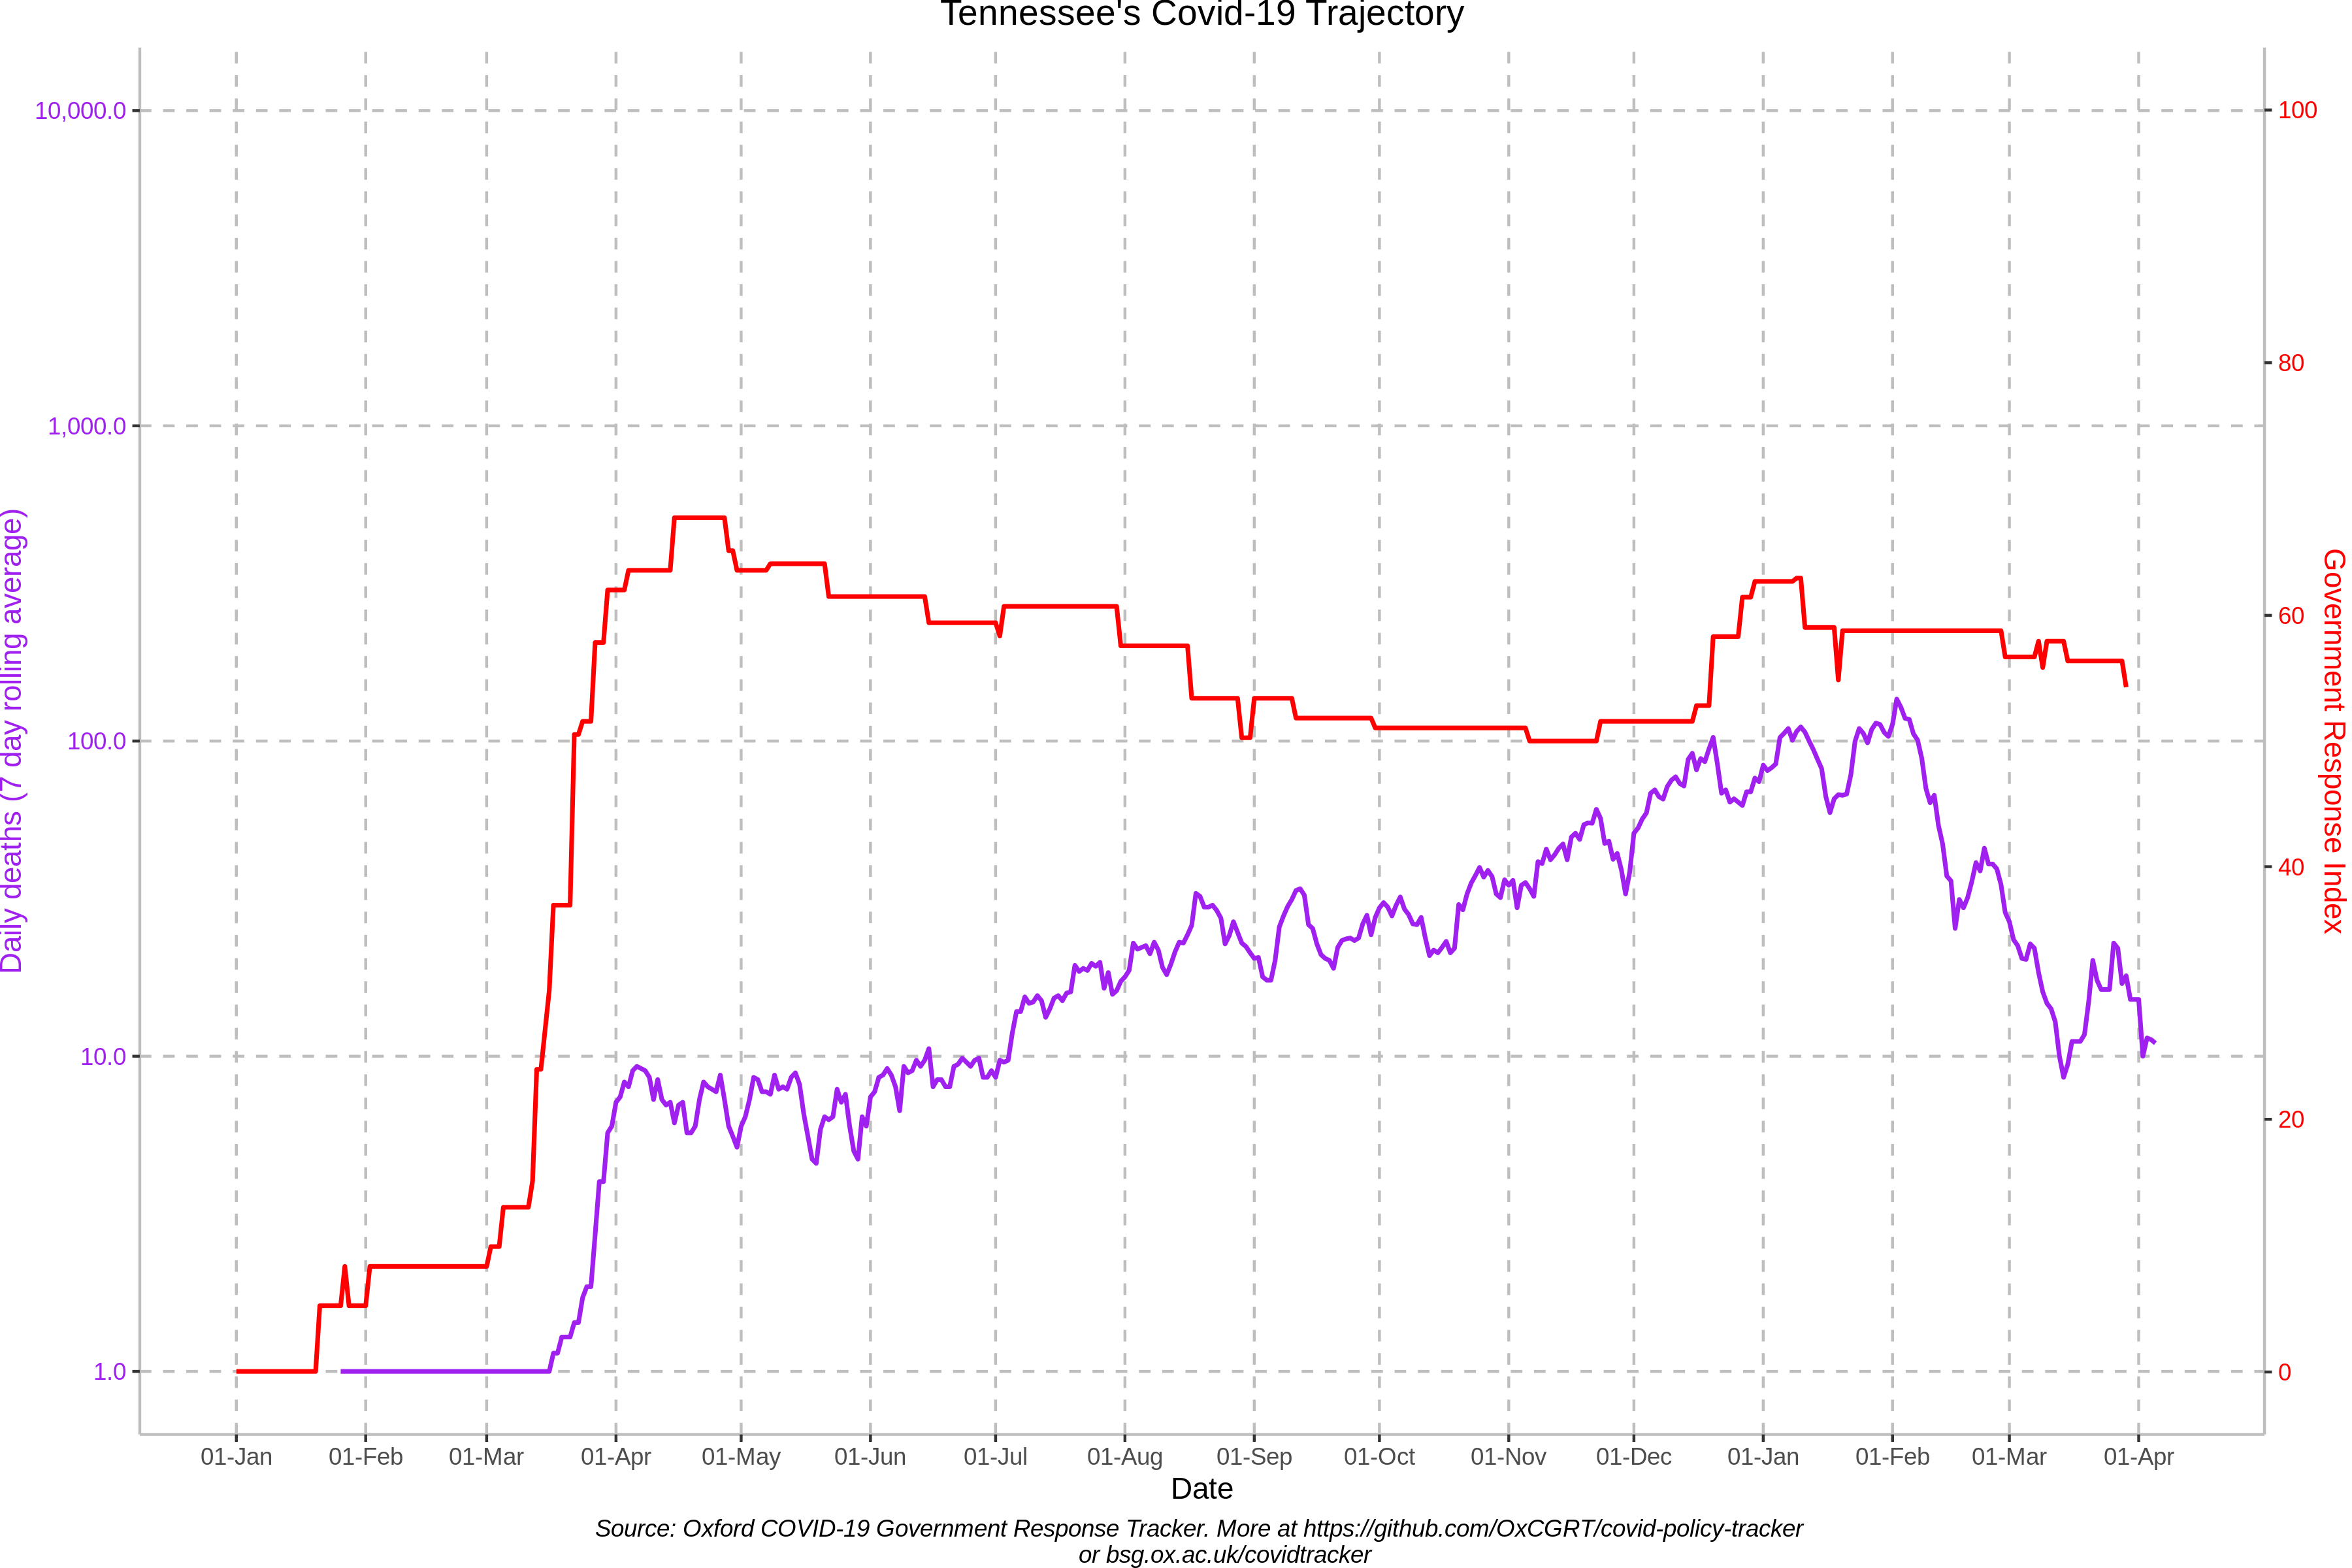 Tennessee's Covid-19 Trajectory
10,000.0
1,000.0
100.0
10.0
1.0
Daily deaths (7 day rolling average)
100
80
60
40
20
0
Government Response Index
01-Jan 01-Feb 01-Mar 01-Apr 01-May 01-Jun 01-Jul 01-Aug 01-Sep 01-Oct 01-Nov 01-Dec 01-Jan 01-Feb 01-Mar 01-Apr
Date
Source: Oxford COVID-19 Government Response Tracker. More at https://github.com/OxCGRT/covid-policy-tracker
or bsg.ox.ac.uk/covidtracker